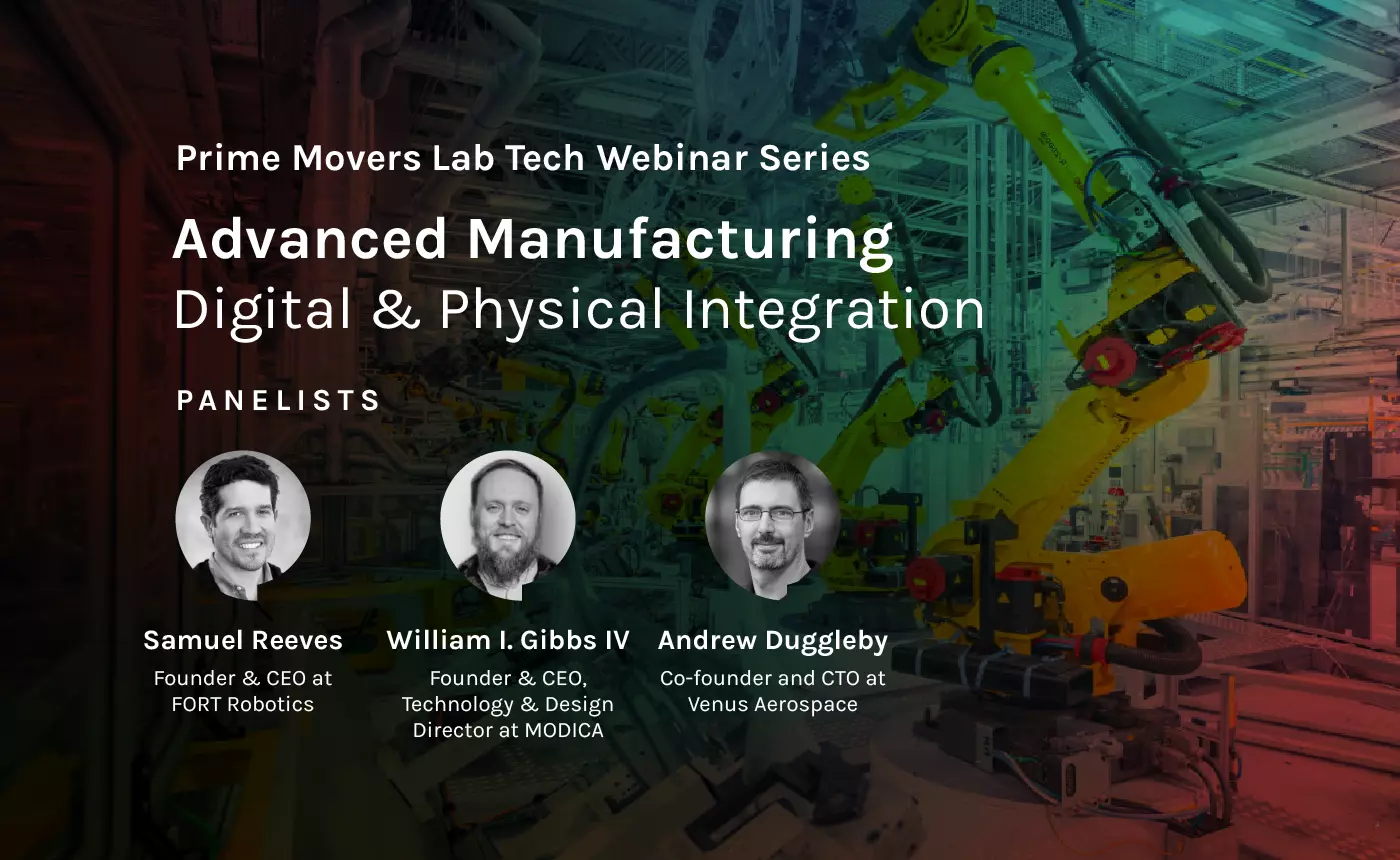 Prime Movers Lab Tech Webinar Series
Advanced Manufacturing
Digital & Physical Integration
PANELISTS
Samuel Reeves
Founder & CEO at
FORT Robotics
William I. Gibbs IV
Founder & CEO,
Technology & Design
Director at MODICA
Andrew Duggleby
Co-founder and CTO at
Venus Aerospace